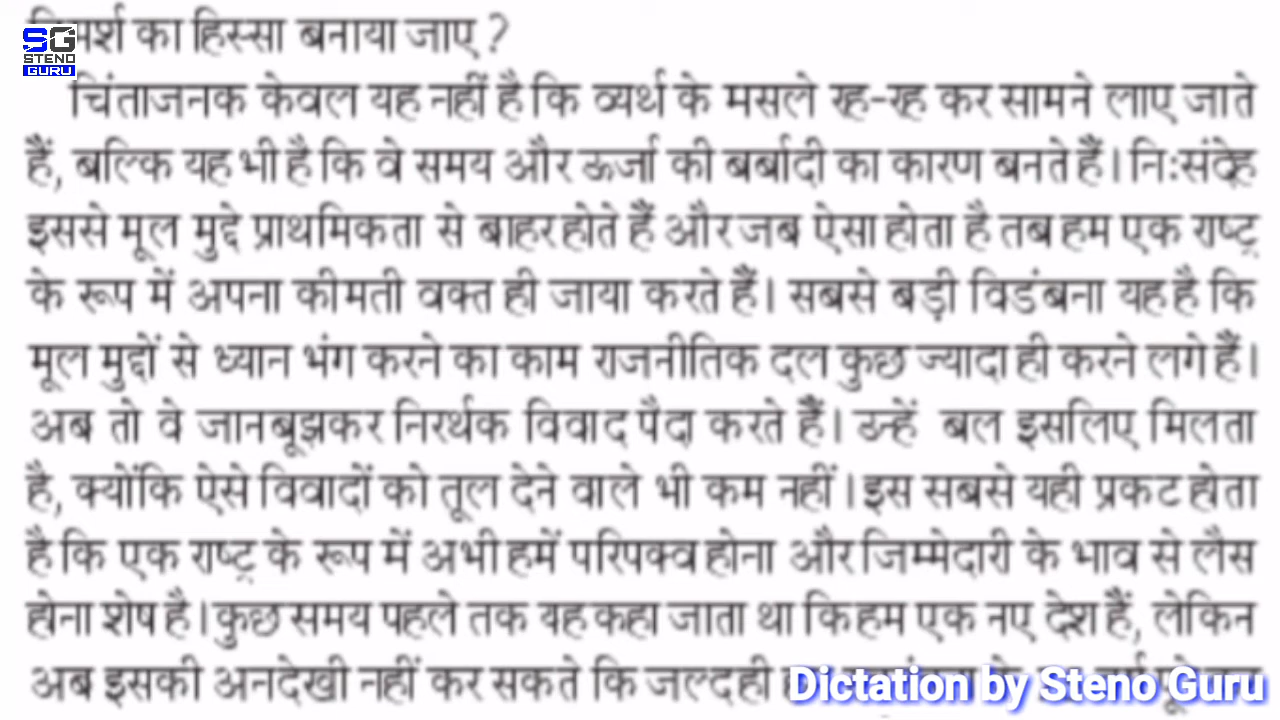 SG
STENO
GURU
का हिस्सा बनाया जाए ?
चिंताजनक केवल यह नहीं है कि व्यर्थ के मसले रह-रह कर सामने लाए जाते
हैं, बल्कि यह भी है कि वे समय और ऊर्जा की बर्बादी का कारण बनते हैं। निःसंदेह
इससे मूल मुद्दे प्राथमिकता से बाहर होते हैं और जब ऐसा होता है तब हम एक राष्ट्र
के रूप में अपना कीमती वक्त ही जाया करते हैं। सबसे बड़ी विडंबना यह है कि
मूल मुद्दों से ध्यान भंग करने का काम राजनीतिक दल कुछ ज्यादा ही करने लगे हैं।
अब तो वे जानबूझकर निरर्थक विवाद पैदा करते हैं। उन्हें बल इसलिए मिलता
है, क्योंकि ऐसे विवादों को तूल देने वाले भी कम नहीं। इस सबसे यही प्रकट होता
है कि एक राष्ट्र के रूप में अभी हमें परिपक्व होना और जिम्मेदारी के भाव से लैस
होना शेष है। कुछ समय पहले तक यह कहा जाता था कि हम एक नए देश हैं, लेकिन
अब इसकी अनदेखी नहीं कर सकते कि जल्द ही
Dictation by Steno Guru